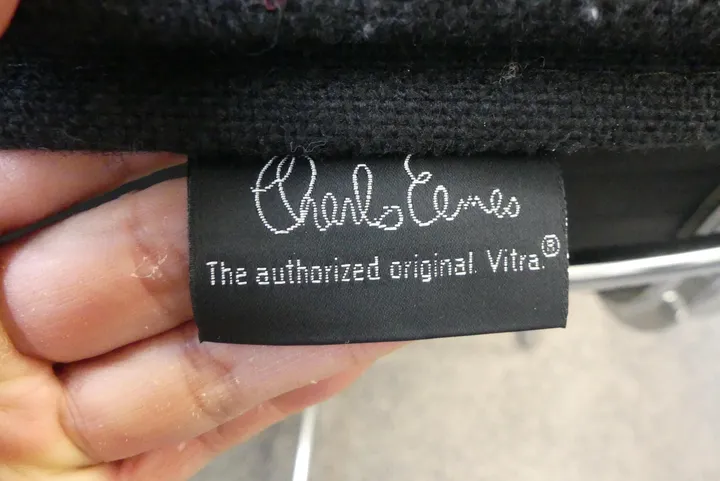 Charles Eames
The authorized original. Vitra.®